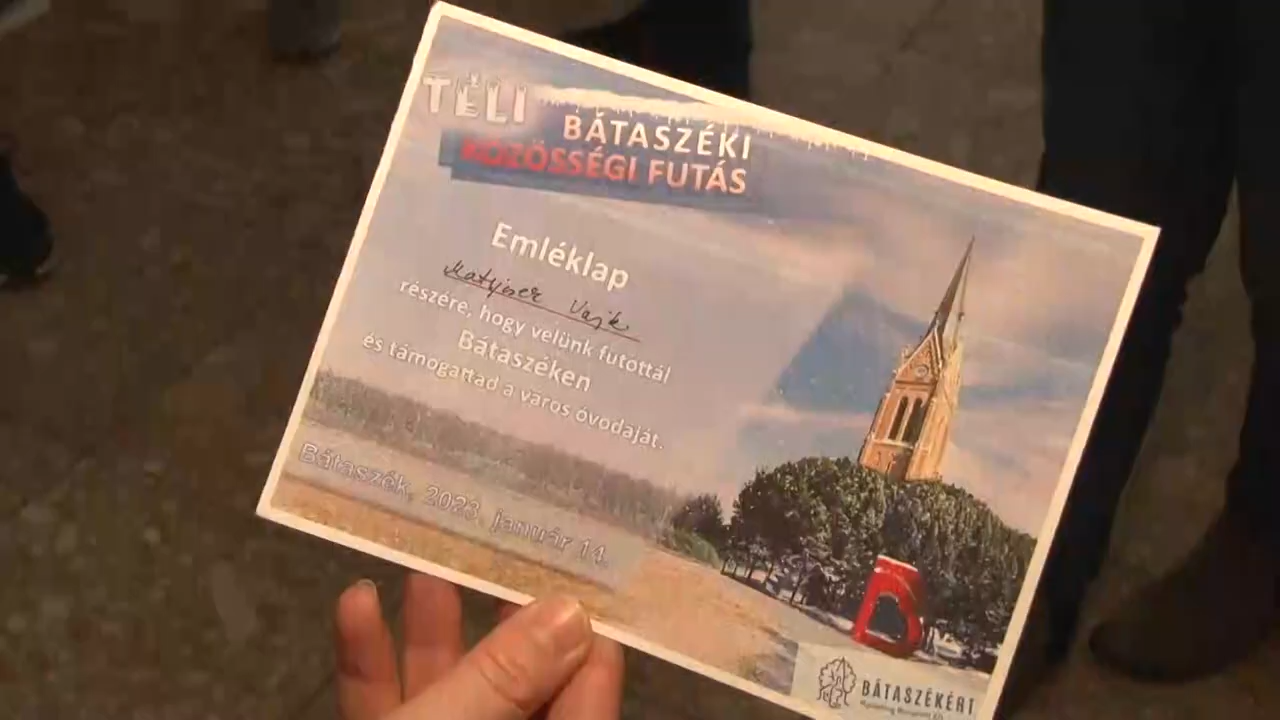 TÉLI
BÁTASZÉKI
KÖZÖSSÉGI FUTÁS
Emléklap
Vajk
részére, hogy velünk futottál
Bátaszéken
és támogattad a város óvodáját.
Bátaszék, 2023. január 14.
BÁTASZÉKÉRT